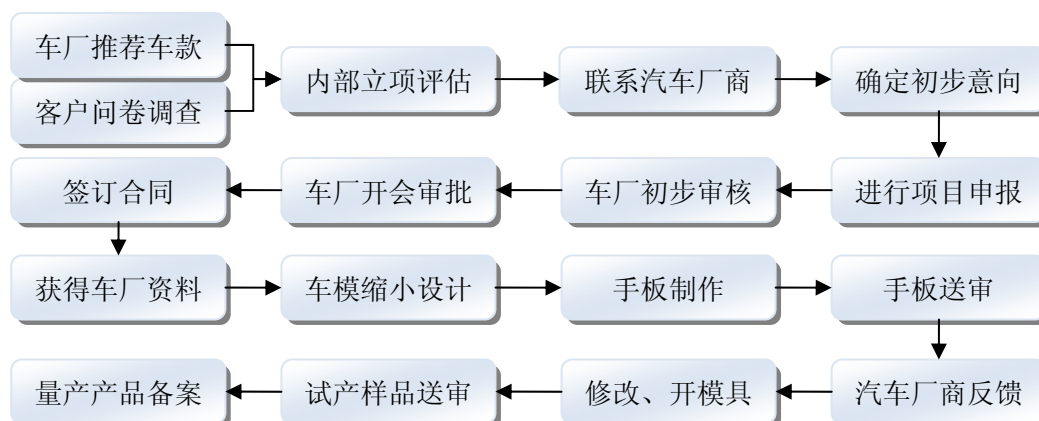 车厂推荐车款
客户问卷调查
内部立项评估
联系汽车厂商
确定初步意向
进行项目申报
车厂初步审核
车厂开会审批
签订合同
获得车厂资料
车模缩小设计
手板制作
手板送审
汽车厂商反馈
修改、开模具
试产样品送审
量产产品备案